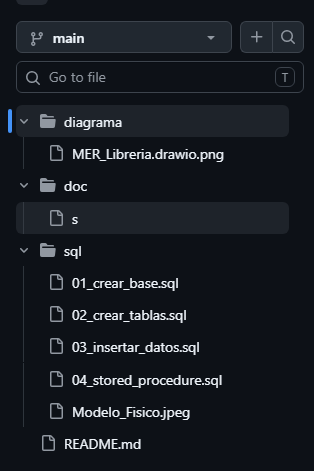 main
Go to file T
diagrama
MER_Libreria.drawio.png
doc
s
sql
01_crear_base.sql
02_crear_tablas.sql
03_insertar_datos.sql
04_stored_procedure.sql
Modelo_Fisico.jpeg
README.md